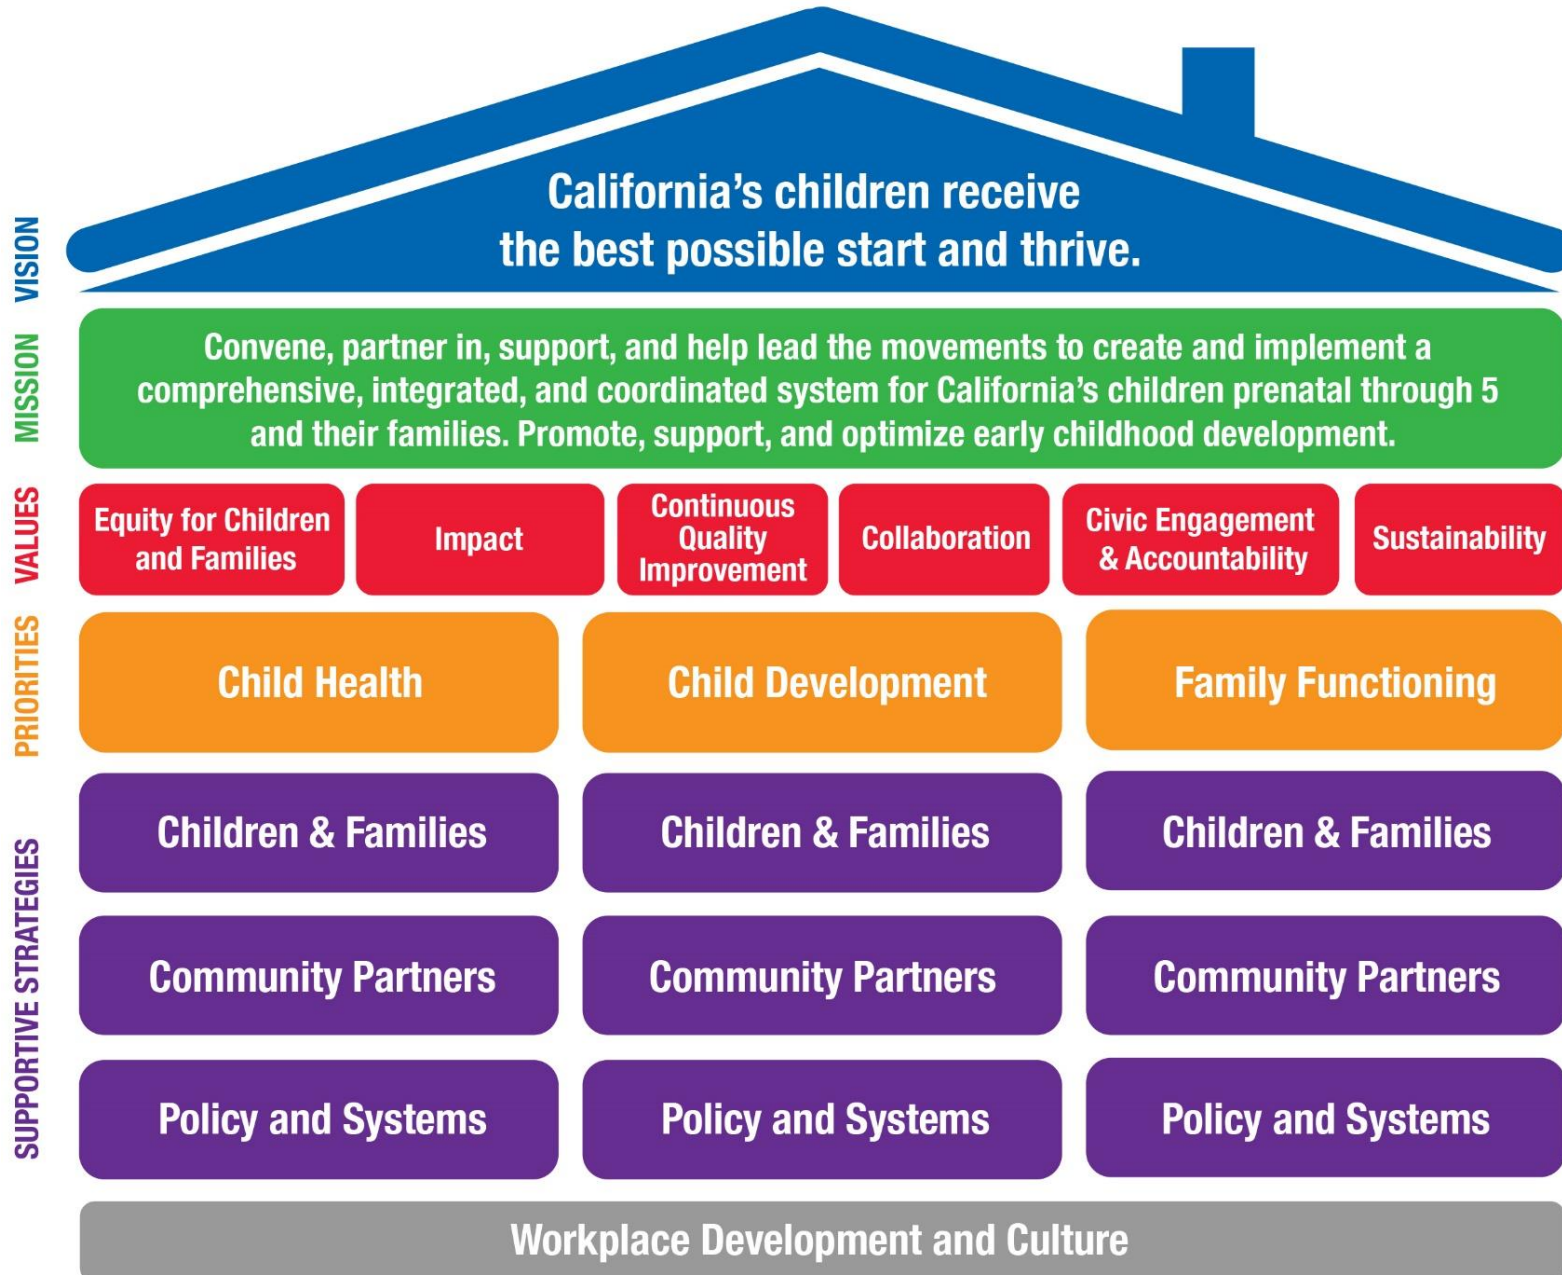 VISION
California’s children receive
the best possible start and thrive.
MISSION
Convene, partner in, support, and help lead the movements to create and implement a
comprehensive, integrated, and coordinated system for California’s children prenatal through 5
and their families. Promote, support, and optimize early childhood development.
VALUES
Equity for Children
and Families
Impact
Continuous
Quality
Improvement
Collaboration
Civic Engagement
& Accountability
Sustainability
PRIORITIES
Child Health
Child Development
Family Functioning
SUPPORTIVE STRATEGIES
Children & Families
Children & Families
Children & Families
Community Partners
Community Partners
Community Partners
Policy and Systems
Policy and Systems
Policy and Systems
Workplace Development and Culture